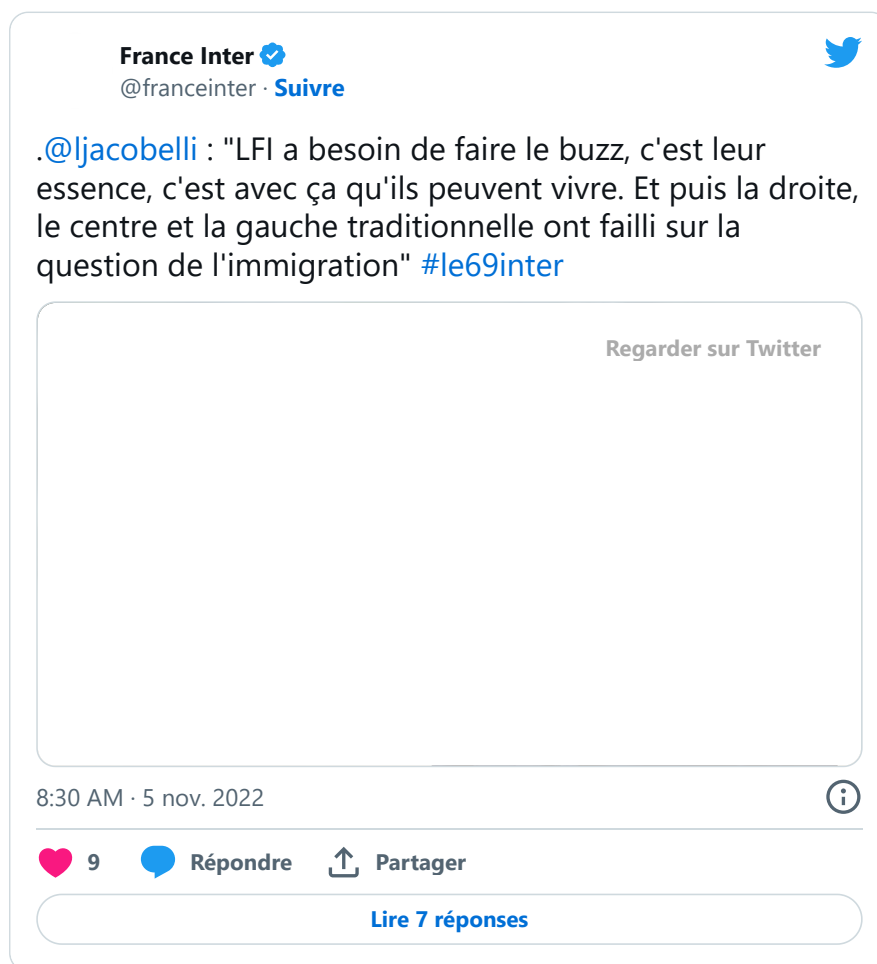 France Inter
@franceinter · Suivre
.@ljacobelli : "LFI a besoin de faire le buzz, c'est leur
essence, c'est avec ça qu'ils peuvent vivre. Et puis la droite,
le centre et la gauche traditionnelle ont failli sur la
question de l'immigration" #le69inter
Regarder sur Twitter
8:30 AM · 5 nov. 2022
9 Répondre Partager
Lire 7 réponses